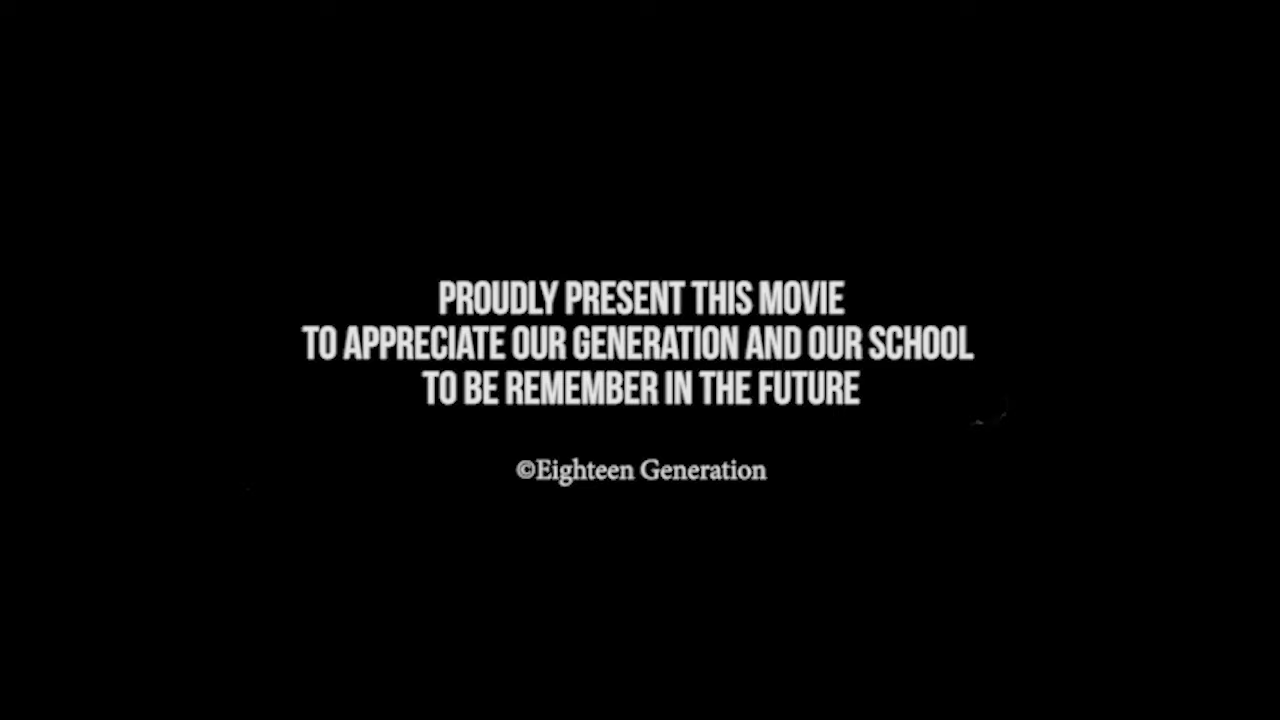 PROUDLY PRESENT THIS MOVIE
TO APPRECIATE OUR GENERATION AND OUR SCHOOL
TO BE REMEMBER IN THE FUTURE
©Eighteen Generation